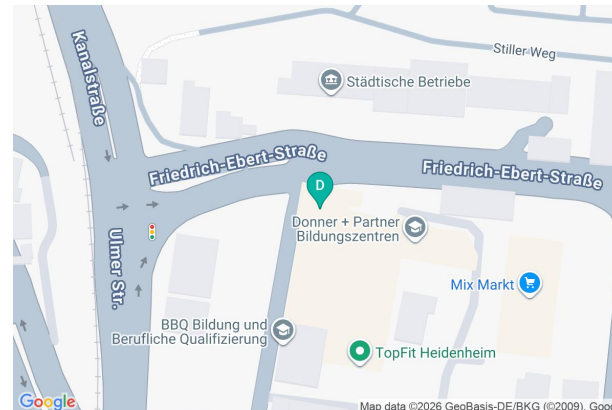 Kanalstraße
Stiller Weg
Städtische Betriebe
Friedrich-Ebert-Straße
Friedrich-Ebert-Straße
D
Donner + Partner
Bildungszentren
Ulmer Str.
Mix Markt
BBQ Bildung und
Berufliche Qualifizierung
TopFit Heidenheim
Google
Map data ©2026 GeoBasis-DE/BKG (©2009), Goo